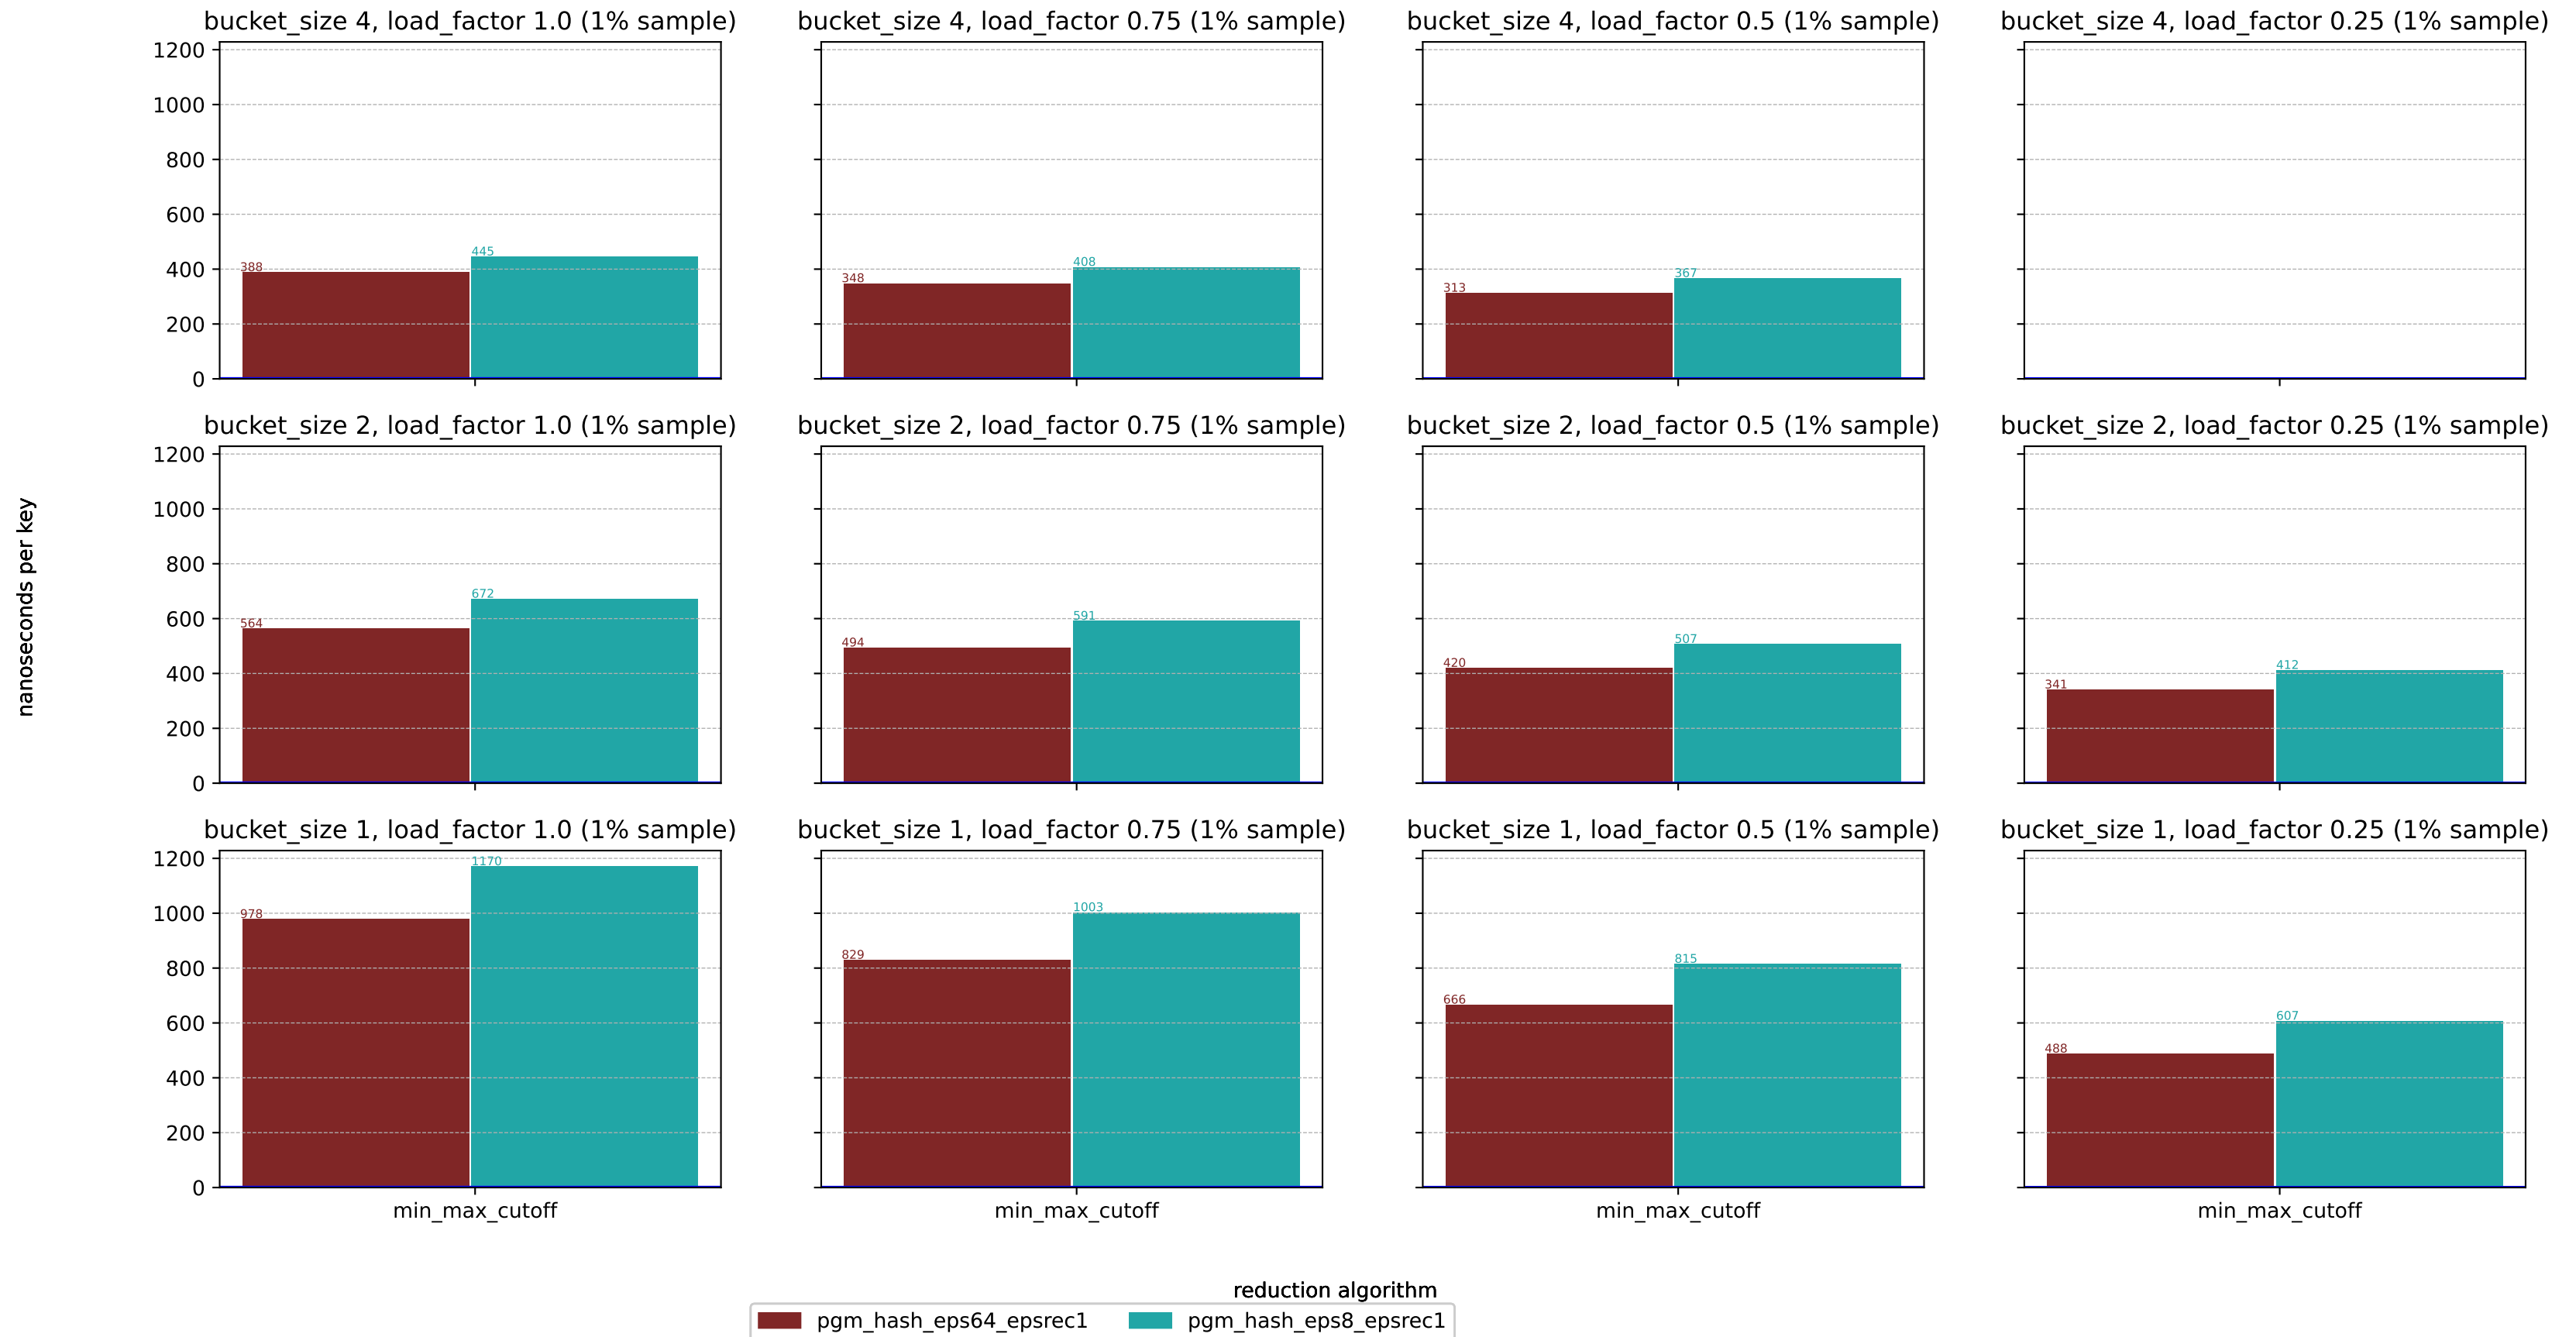 bucket_size 4, load_factor 1.0 (1% sample)
bucket_size 4, load_factor 0.75 (1% sample)
bucket_size 4, load_factor 0.5 (1% sample)
bucket_size 4, load_factor 0.25 (1% sample)
1200
1000
800
600
400
200
0
388
445
348
408
313
367
bucket_size 2, load_factor 1.0 (1% sample)
bucket_size 2, load_factor 0.75 (1% sample)
bucket_size 2, load_factor 0.5 (1% sample)
bucket_size 2, load_factor 0.25 (1% sample)
nanoseconds per key
1200
1000
800
600
400
200
0
564
672
494
591
420
507
341
412
bucket_size 1, load_factor 1.0 (1% sample)
bucket_size 1, load_factor 0.75 (1% sample)
bucket_size 1, load_factor 0.5 (1% sample)
bucket_size 1, load_factor 0.25 (1% sample)
1200
1000
800
600
400
200
0
978
1170
829
1003
666
815
488
607
min_max_cutoff
min_max_cutoff
min_max_cutoff
min_max_cutoff
reduction algorithm
pgm_hash_eps64_epsrec1
pgm_hash_eps8_epsrec1